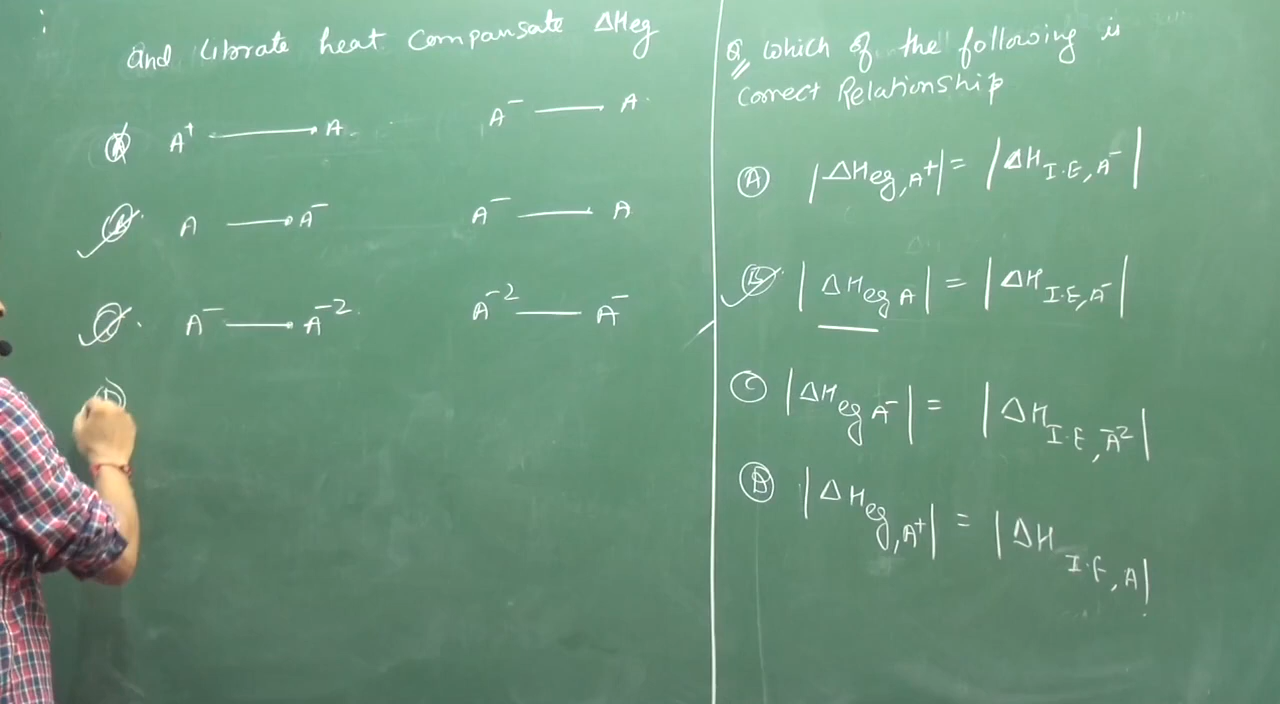 and librate heat compansate ΔHeg
A⁺ ⟶ A
A⁻ — A
A ⟶ A⁻
A⁻ — A
C A⁻ ⟶ A⁻²
A⁻² — A⁻
D
Q, which of the following is
Correct Relationship
A |ΔHeg,A⁺| = |ΔH I.E, A⁻|
B |ΔHeg A| = |ΔH I.E, A⁻|
C |ΔHeg A⁻| = |ΔH I.E, A⁻²|
D |ΔHeg,A⁺| = |ΔH I.E, A|